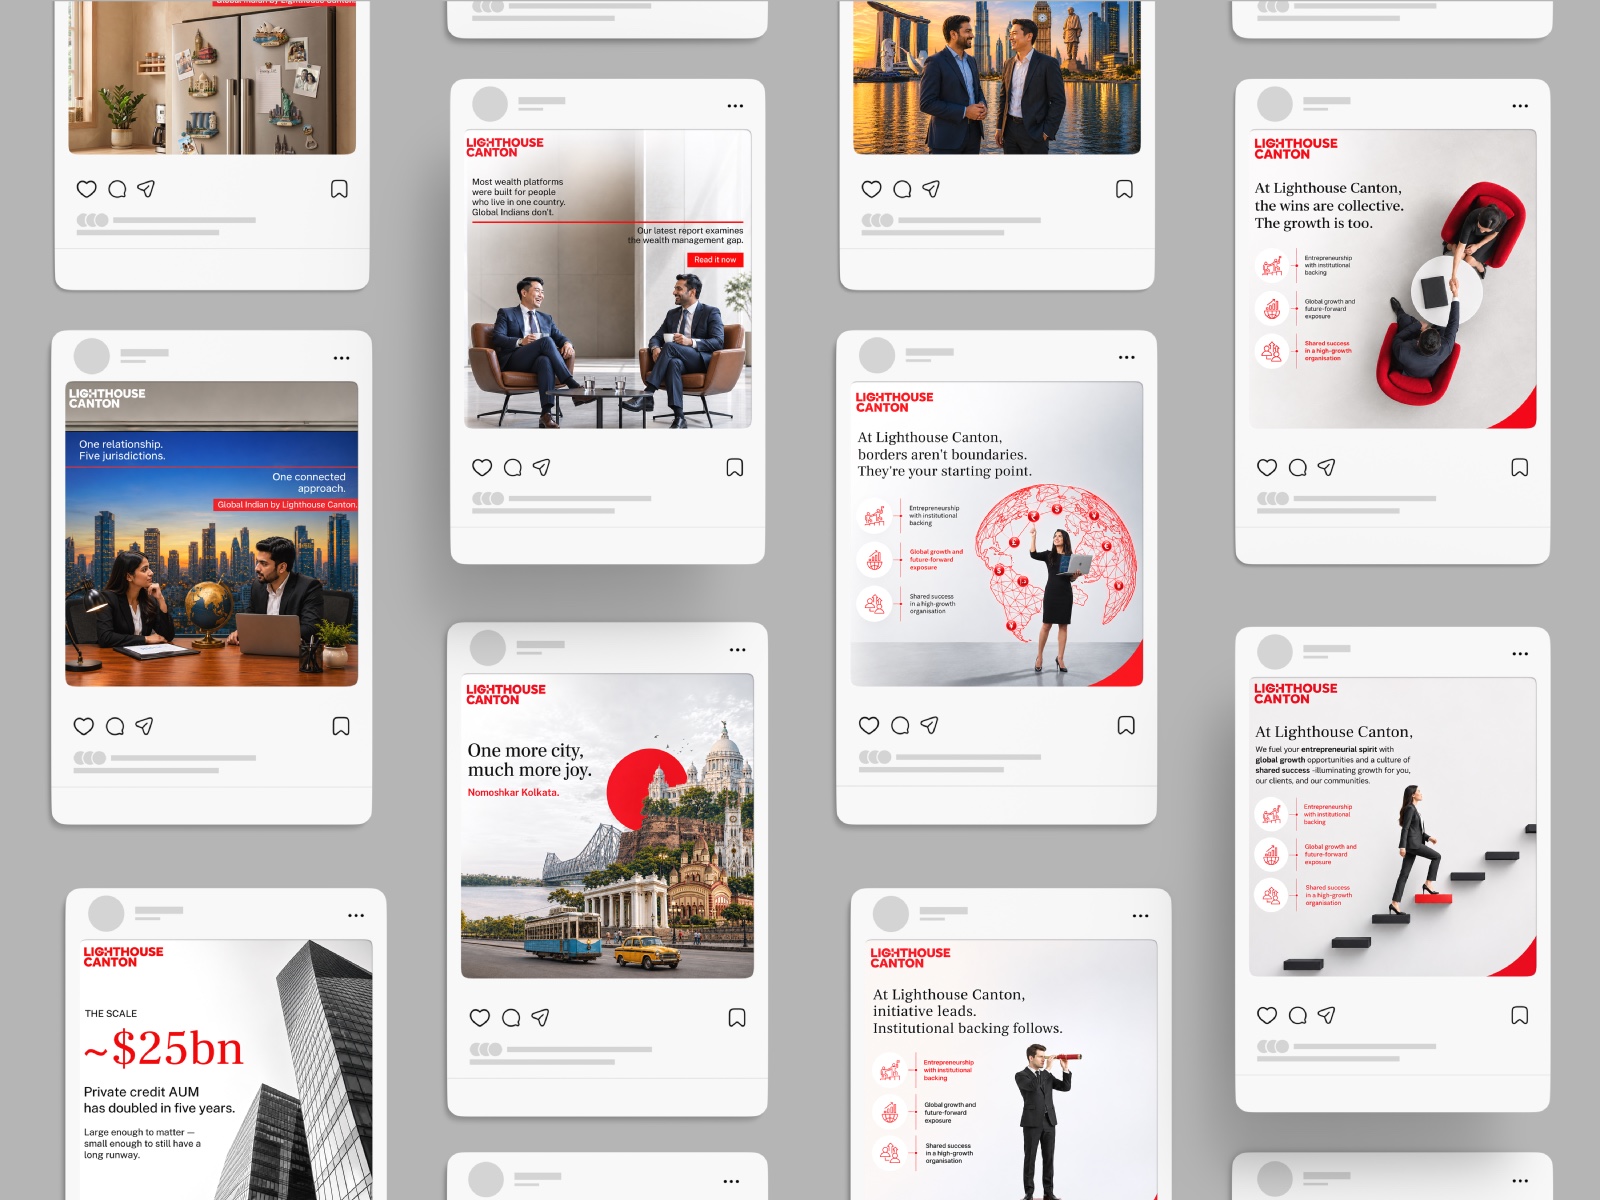 Global Indian by Lighthouse Canton.
LIGHTHOUSE
CANTON
One relationship.
Five jurisdictions.
One connected
approach.
Global Indian by Lighthouse Canton.
LIGHTHOUSE
CANTON
THE SCALE
~$25bn
Private credit AUM
has doubled in five years.
Large enough to matter —
small enough to still have a
long runway.
LIGHTHOUSE
CANTON
Most wealth platforms
were built for people
who live in one country.
Global Indians don't.
Our latest report examines
the wealth management gap.
Read it now
LIGHTHOUSE
CANTON
One more city,
much more joy.
Nomoshkar Kolkata.
LIGHTHOUSE
CANTON
At Lighthouse Canton,
borders aren't boundaries.
They're your starting point.
Entrepreneurship
with institutional
backing
Global growth and
future-forward
exposure
Shared success
in a high-growth
organisation
LIGHTHOUSE
CANTON
At Lighthouse Canton,
initiative leads.
Institutional backing follows.
Entrepreneurship
with institutional
backing
Global growth and
future-forward
exposure
Shared success
in a high-growth
organisation
LIGHTHOUSE
CANTON
At Lighthouse Canton,
the wins are collective.
The growth is too.
Entrepreneurship
with institutional
backing
Global growth and
future-forward
exposure
Shared success
in a high-growth
organisation
LIGHTHOUSE
CANTON
At Lighthouse Canton,
We fuel your entrepreneurial spirit with
global growth opportunities and a culture of
shared success -illuminating growth for you,
our clients, and our communities.
Entrepreneurship
with institutional
backing
Global growth and
future-forward
exposure
Shared success
in a high-growth
organisation